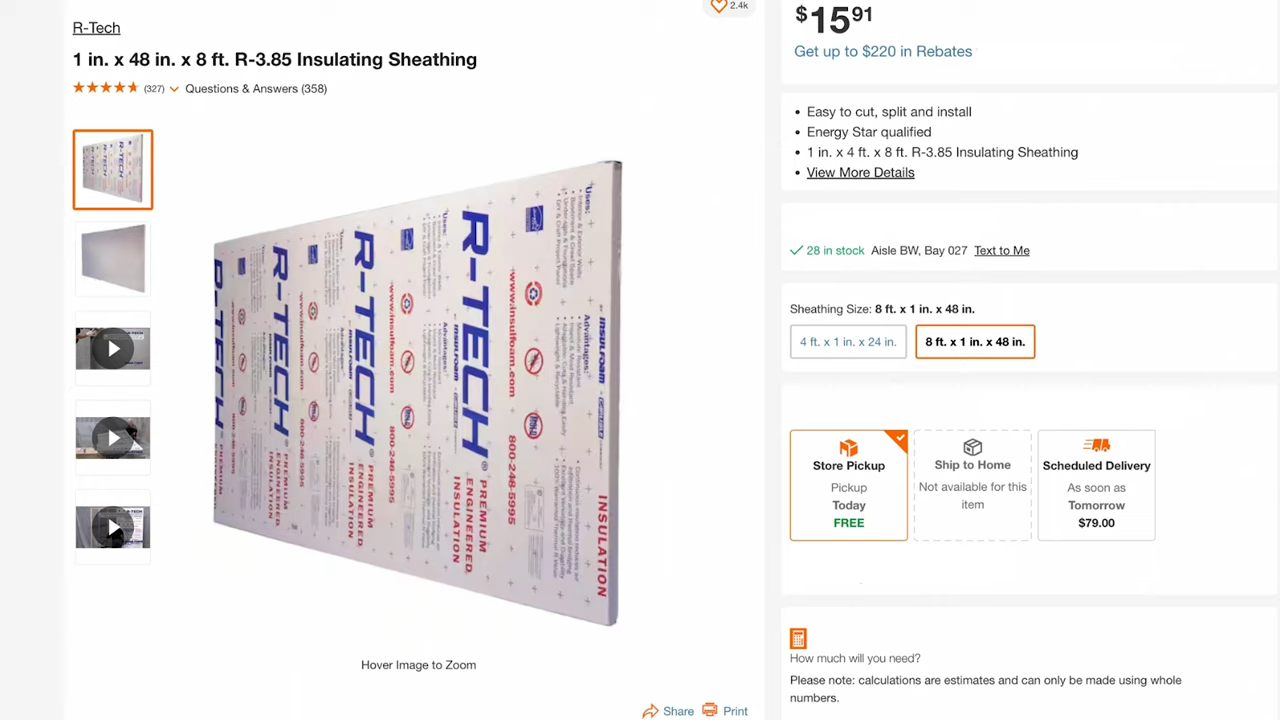 R-Tech
1 in. x 48 in. x 8 ft. R-3.85 Insulating Sheathing
(327)
Questions & Answers (358)
2.4k
R-TECH
R-TECH
R-TECH
R-TECH
®
PREMIUM
ENGINEERED
INSULATION
www.insulfoam.com
800-248-5995
INSULFOAM
Uses:
Advantages:
INSULATION
Hover Image to Zoom
Share
Print
$15.91
Get up to $220 in Rebates
• Easy to cut, split and install
• Energy Star qualified
• 1 in. x 4 ft. x 8 ft. R-3.85 Insulating Sheathing
• View More Details
28 in stock Aisle BW, Bay 027 Text to Me
Sheathing Size: 8 ft. x 1 in. x 48 in.
4 ft. x 1 in. x 24 in.
8 ft. x 1 in. x 48 in.
Store Pickup
Pickup
Today
FREE
Ship to Home
Not available for this
item
Scheduled Delivery
As soon as
Tomorrow
$79.00
How much will you need?
Please note: calculations are estimates and can only be made using whole
numbers.